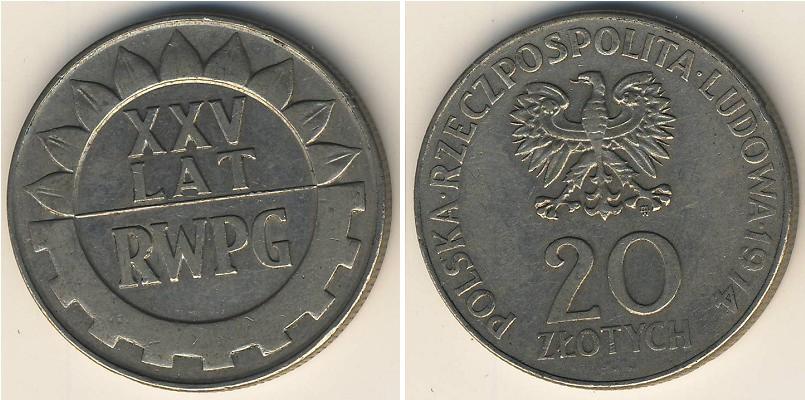 XXV
LAT
RWPG
POLSKA · RZECZPOSPOLITA · LUDOWA · 1974
20
ZŁOTYCH